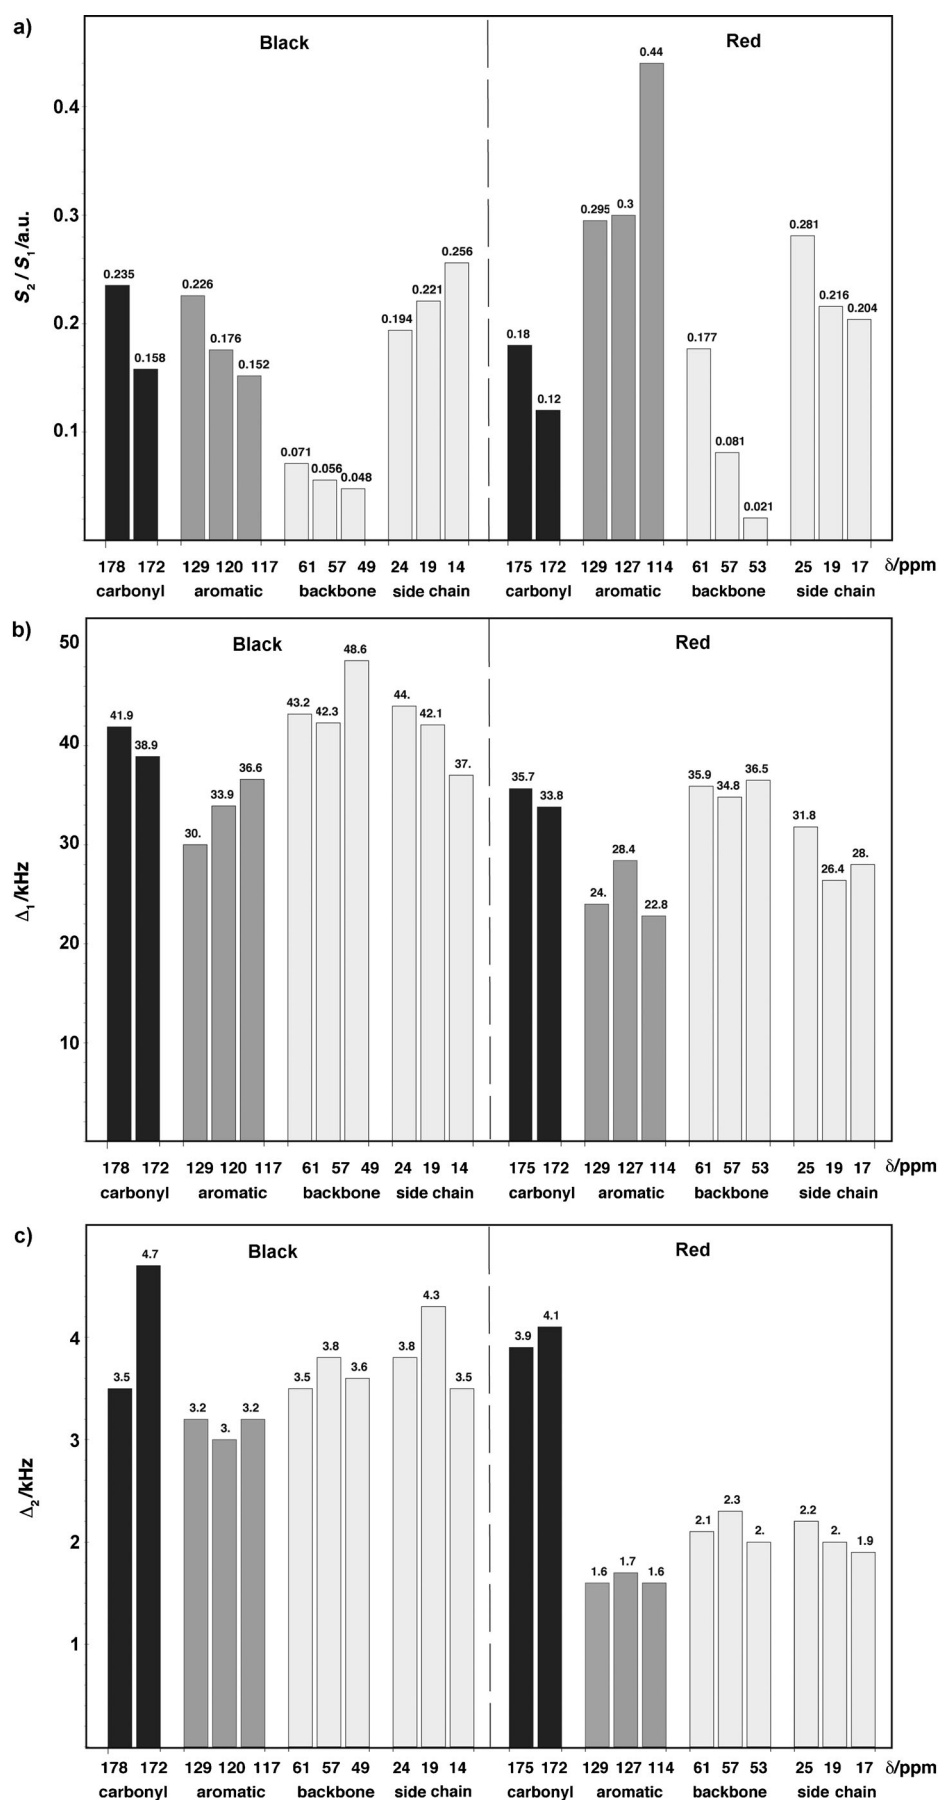 a)
Black Red
S2 / S1 /a.u.
0.4
0.3
0.2
0.1
0.235 0.158 0.226 0.176 0.152 0.071 0.056 0.048 0.194 0.221 0.256 0.18 0.12 0.295 0.3 0.44 0.177 0.081 0.021 0.281 0.216 0.204
178 172 129 120 117 61 57 49 24 19 14 175 172 129 127 114 61 57 53 25 19 17 δ/ppm
carbonyl aromatic backbone side chain carbonyl aromatic backbone side chain
b)
Black Red
Δ1/kHz
50
40
30
20
10
41.9 38.9 30. 33.9 36.6 43.2 42.3 48.6 44. 42.1 37. 35.7 33.8 24. 28.4 22.8 35.9 34.8 36.5 31.8 26.4 28.
178 172 129 120 117 61 57 49 24 19 14 175 172 129 127 114 61 57 53 25 19 17 δ/ppm
carbonyl aromatic backbone side chain carbonyl aromatic backbone side chain
c)
Black Red
Δ2/kHz
4
3
2
1
3.5 4.7 3.2 3. 3.2 3.5 3.8 3.6 3.8 4.3 3.5 3.9 4.1 1.6 1.7 1.6 2.1 2.3 2. 2.2 2. 1.9
178 172 129 120 117 61 57 49 24 19 14 175 172 129 127 114 61 57 53 25 19 17 δ/ppm
carbonyl aromatic backbone side chain carbonyl aromatic backbone side chain